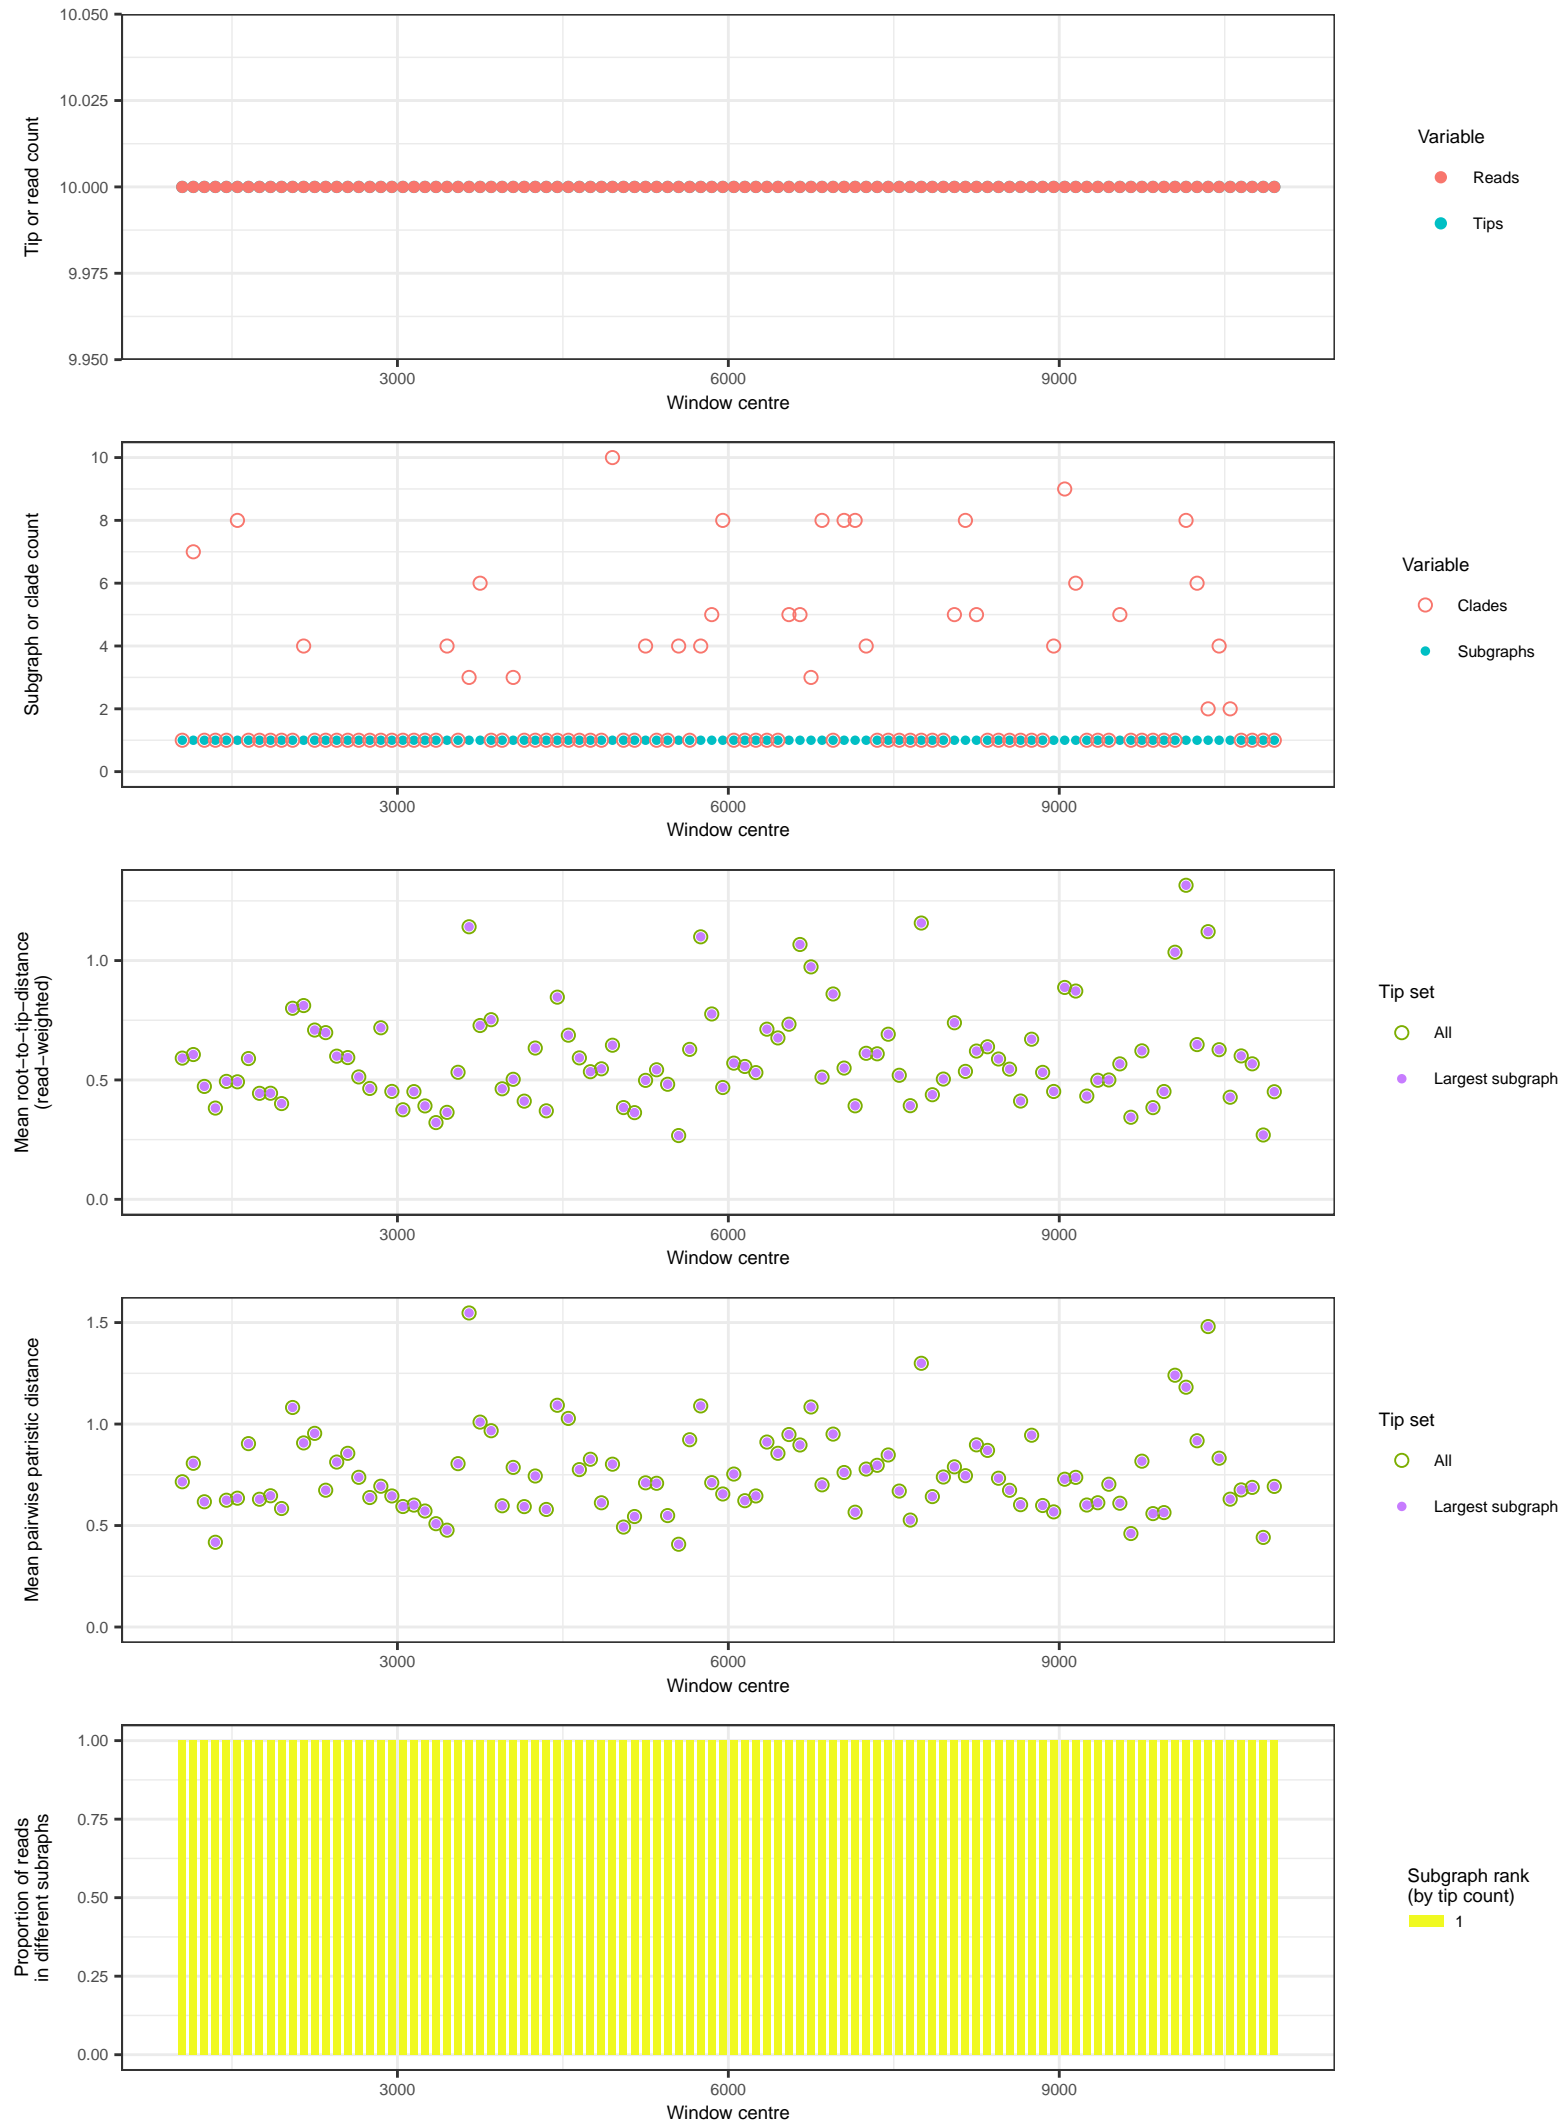 10.050
10.025
10.000
9.975
9.950
Tip or read count
3000
6000
9000
Window centre
Variable
Reads
Tips
10
8
6
4
2
0
Subgraph or clade count
3000
6000
9000
Window centre
Variable
Clades
Subgraphs
1.0
0.5
0.0
Mean root−to−tip−distance
(read−weighted)
3000
6000
9000
Window centre
Tip set
All
Largest subgraph
1.5
1.0
0.5
0.0
Mean pairwise patristic distance
3000
6000
9000
Window centre
Tip set
All
Largest subgraph
1.00
0.75
0.50
0.25
0.00
Proportion of reads
in different subraphs
3000
6000
9000
Window centre
Subgraph rank
(by tip count)
1